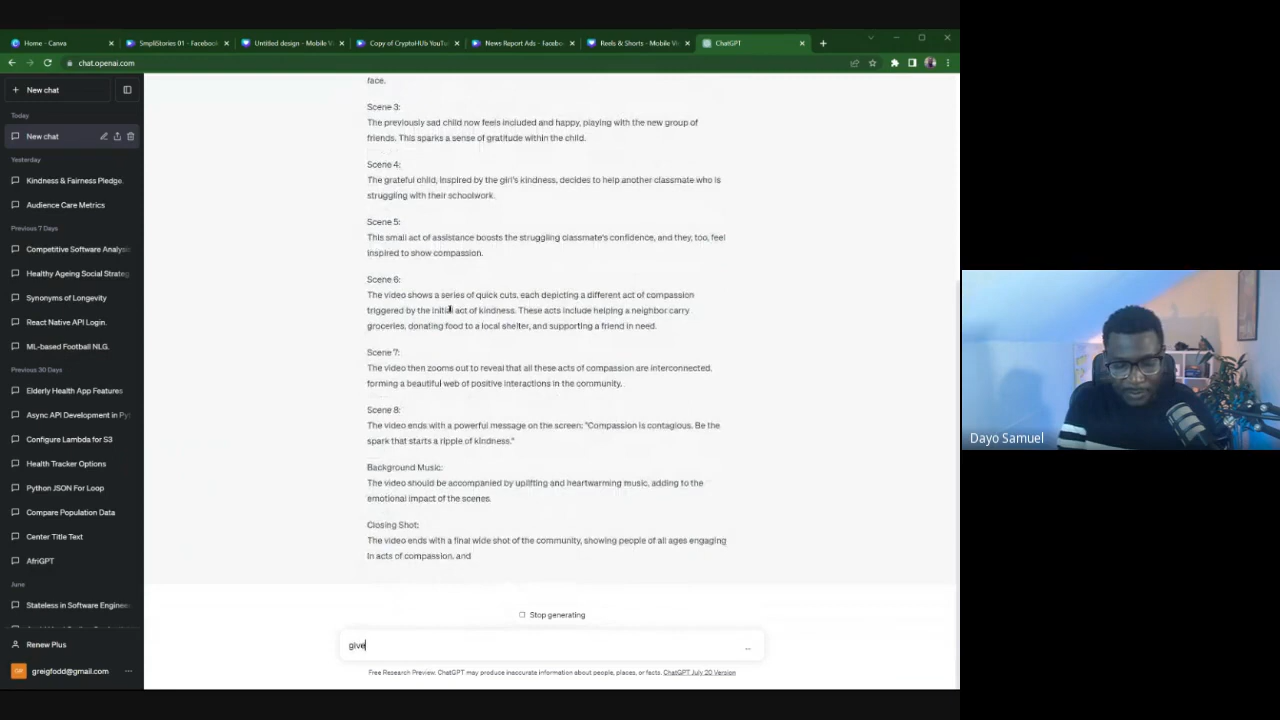 Home - Canva
SmpliStories 01 - Facebook
Untitled design - Mobile Vi
Copy of CryptoHUb YouTu
News Report Ads - Facebo
Reels & Shorts - Mobile Vi
ChatGPT
chat.openai.com
New chat
Today
New chat
Yesterday
Kindness & Fairness Pledge.
Audience Care Metrics
Previous 7 Days
Competitive Software Analysis
Healthy Ageing Social Strateg
Synonyms of Longevity
React Native API Login.
ML-based Football NLG.
Previous 30 Days
Elderly Health App Features
Async API Development in Py
Configure Lambda for S3
Health Tracker Options
Python JSON For Loop
Compare Population Data
Center Title Text
AfriGPT
June
Stateless in Software Enginee
Renew Plus
greigfodd@gmail.com
face.
Scene 3:
The previously sad child now feels included and happy, playing with the new group of
friends. This sparks a sense of gratitude within the child.
Scene 4:
The grateful child, inspired by the girl's kindness, decides to help another classmate who is
struggling with their schoolwork.
Scene 5:
This small act of assistance boosts the struggling classmate's confidence, and they, too, feel
inspired to show compassion.
Scene 6:
The video shows a series of quick cuts, each depicting a different act of compassion
triggered by the initial act of kindness. These acts include helping a neighbor carry
groceries, donating food to a local shelter, and supporting a friend in need.
Scene 7:
The video then zooms out to reveal that all these acts of compassion are interconnected,
forming a beautiful web of positive interactions in the community.
Scene 8:
The video ends with a powerful message on the screen: "Compassion is contagious. Be the
spark that starts a ripple of kindness."
Background Music:
The video should be accompanied by uplifting and heartwarming music, adding to the
emotional impact of the scenes.
Closing Shot:
The video ends with a final wide shot of the community, showing people of all ages engaging
in acts of compassion, and
Stop generating
give
Free Research Preview. ChatGPT may produce inaccurate information about people, places, or facts. ChatGPT July 20 Version
Dayo Samuel